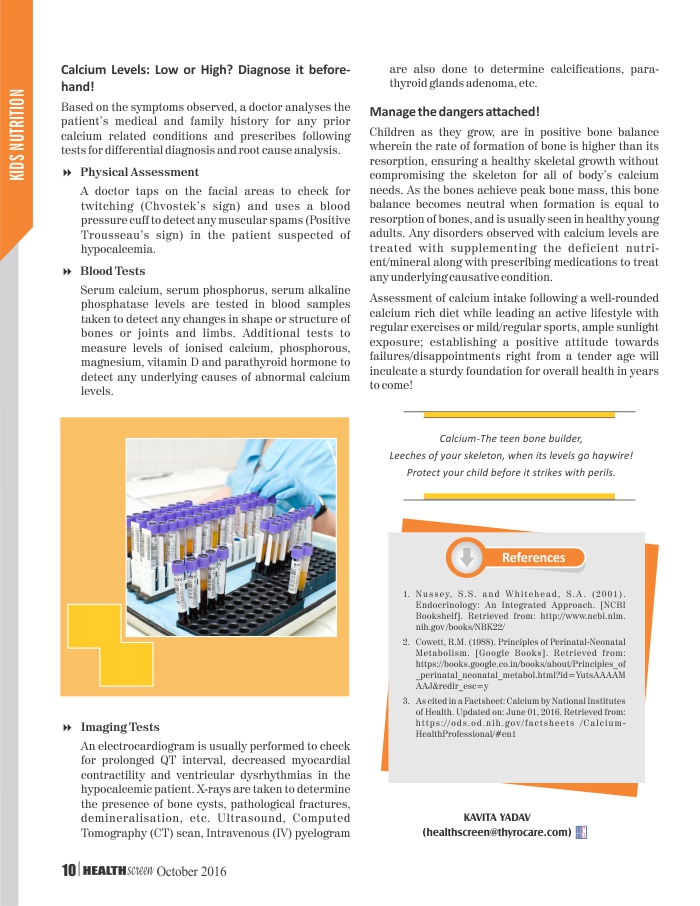 KIDS NUTRITION
Calcium Levels: Low or High? Diagnose it before-
hand!
Based on the symptoms observed, a doctor analyses the
patient's medical and family history for any prior
calcium related conditions and prescribes following
tests for differential diagnosis and root cause analysis.
Physical Assessment
A doctor taps on the facial areas to check for
twitching (Chvostek's sign) and uses a blood
pressure cuff to detect any muscular spams (Positive
Trousseau's sign) in the patient suspected of
hypocalcemia.
Blood Tests
Serum calcium, serum phosphorus, serum alkaline
phosphatase levels are tested in blood samples
taken to detect any changes in shape or structure of
bones or joints and limbs. Additional tests to
measure levels of ionised calcium, phosphorous,
magnesium, vitamin D and parathyroid hormone to
detect any underlying causes of abnormal calcium
levels.
Imaging Tests
An electrocardiogram is usually performed to check
for prolonged QT interval, decreased myocardial
contractility and ventricular dysrhythmias in the
hypocalcemic patient. X-rays are taken to determine
the presence of bone cysts, pathological fractures,
demineralisation, etc. Ultrasound, Computed
Tomography (CT) scan, Intravenous (IV) pyelogram
are also done to determine calcifications, para-
thyroid glands adenoma, etc.
Manage the dangers attached!
Children as they grow, are in positive bone balance
wherein the rate of formation of bone is higher than its
resorption, ensuring a healthy skeletal growth without
compromising the skeleton for all of body's calcium
needs. As the bones achieve peak bone mass, this bone
balance becomes neutral when formation is equal to
resorption of bones, and is usually seen in healthy young
adults. Any disorders observed with calcium levels are
treated with supplementing the deficient nutri-
ent/mineral along with prescribing medications to treat
any underlying causative condition.
Assessment of calcium intake following a well-rounded
calcium rich diet while leading an active lifestyle with
regular exercises or mild/regular sports, ample sunlight
exposure; establishing a positive attitude towards
failures/disappointments right from a tender age will
inculcate a sturdy foundation for overall health in years
to come!
Calcium-The teen bone builder,
Leeches of your skeleton, when its levels go haywire!
Protect your child before it strikes with perils.
References
1. Nussey, S.S. and Whitehead, S.A. (2001).
Endocrinology: An Integrated Approach. [NCBI
Bookshelf]. Retrieved from: http://www.ncbi.nlm.
nih.gov/books/NBK22/
2. Cowett, R.M. (1988). Principles of Perinatal-Neonatal
Metabolism. [Google Books]. Retrieved from:
https://books.google.co.in/books/about/Principles_of
_perinatal_neonatal_metabol.html?id=YutsAAAAM
AAJ&redir_esc=y
3. As cited in a Factsheet: Calcium by National Institutes
of Health. Updated on: June 01, 2016. Retrieved from:
https://ods.od.nih.gov/factsheets /Calcium-
HealthProfessional/#en1
KAVITA YADAV
(healthscreen@thyrocare.com)
10 HEALTHscreen October 2016